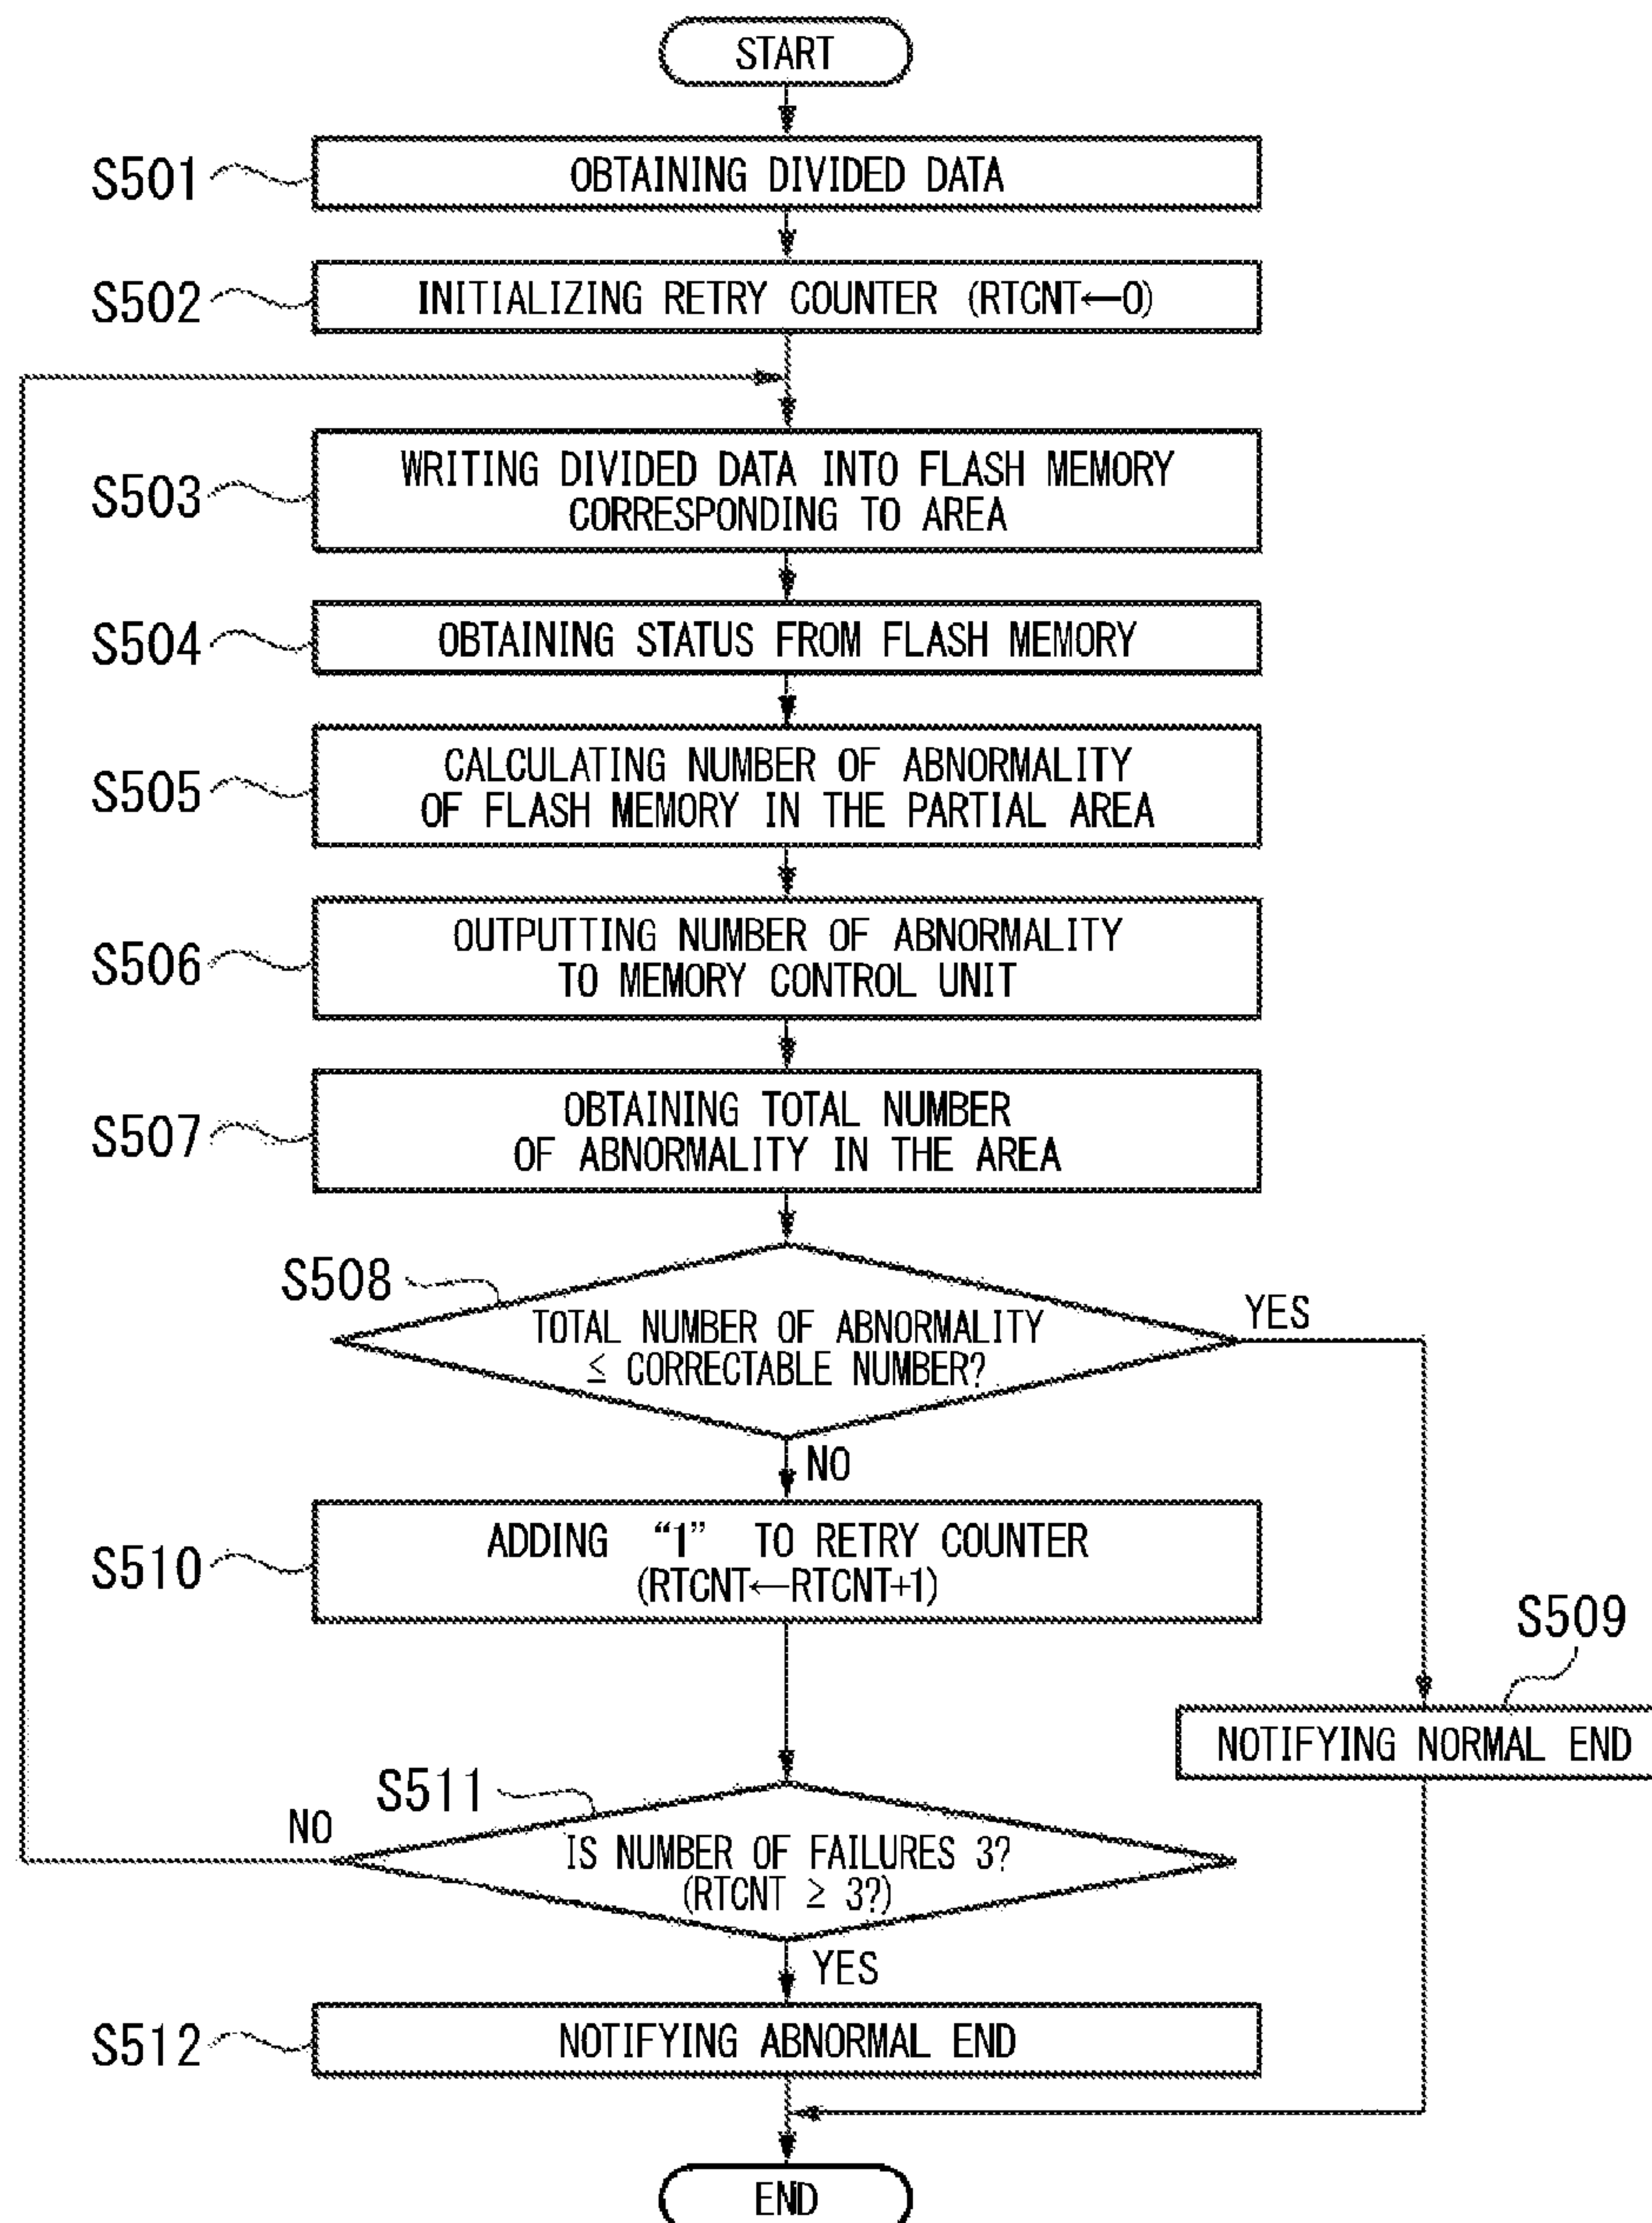 START
S501
OBTAINING DIVIDED DATA
S502
INITIALIZING RETRY COUNTER (RTCNT←0)
S503
WRITING DIVIDED DATA INTO FLASH MEMORY
CORRESPONDING TO AREA
S504
OBTAINING STATUS FROM FLASH MEMORY
S505
CALCULATING NUMBER OF ABNORMALITY
OF FLASH MEMORY IN THE PARTIAL AREA
S506
OUTPUTTING NUMBER OF ABNORMALITY
TO MEMORY CONTROL UNIT
S507
OBTAINING TOTAL NUMBER
OF ABNORMALITY IN THE AREA
S508
TOTAL NUMBER OF ABNORMALITY
≤ CORRECTABLE NUMBER?
YES
NO
S510
ADDING “1” TO RETRY COUNTER
(RTCNT←RTCNT+1)
S509
NOTIFYING NORMAL END
S511
NO
IS NUMBER OF FAILURES 3?
(RTCNT ≥ 3?)
YES
S512
NOTIFYING ABNORMAL END
END